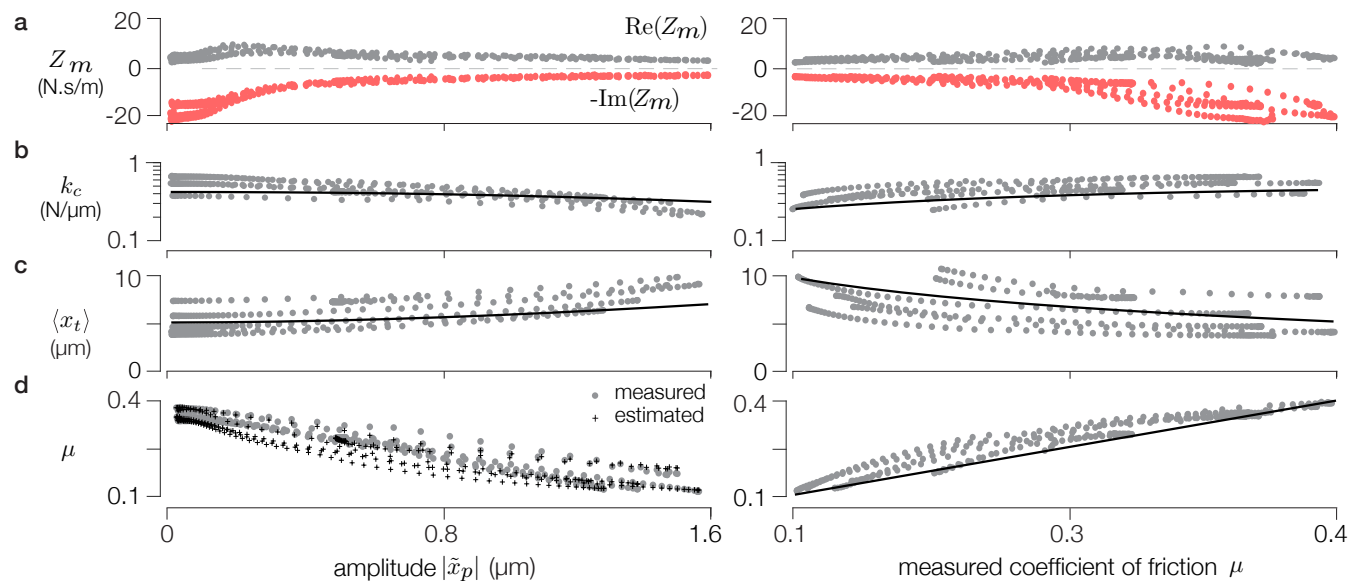 a
20
0
-20
Z_m
(N.s/m)
Re(Z_m)
-Im(Z_m)
20
0
-20
b
1
0.1
k_c
(N/µm)
1
0.1
c
10
0
⟨x_t⟩
(µm)
10
0
d
0.4
0.1
µ
measured
estimated
0.4
0.1
0
0.8
1.6
0.1
0.3
0.4
amplitude |x̃_p| (µm)
measured coefficient of friction µ